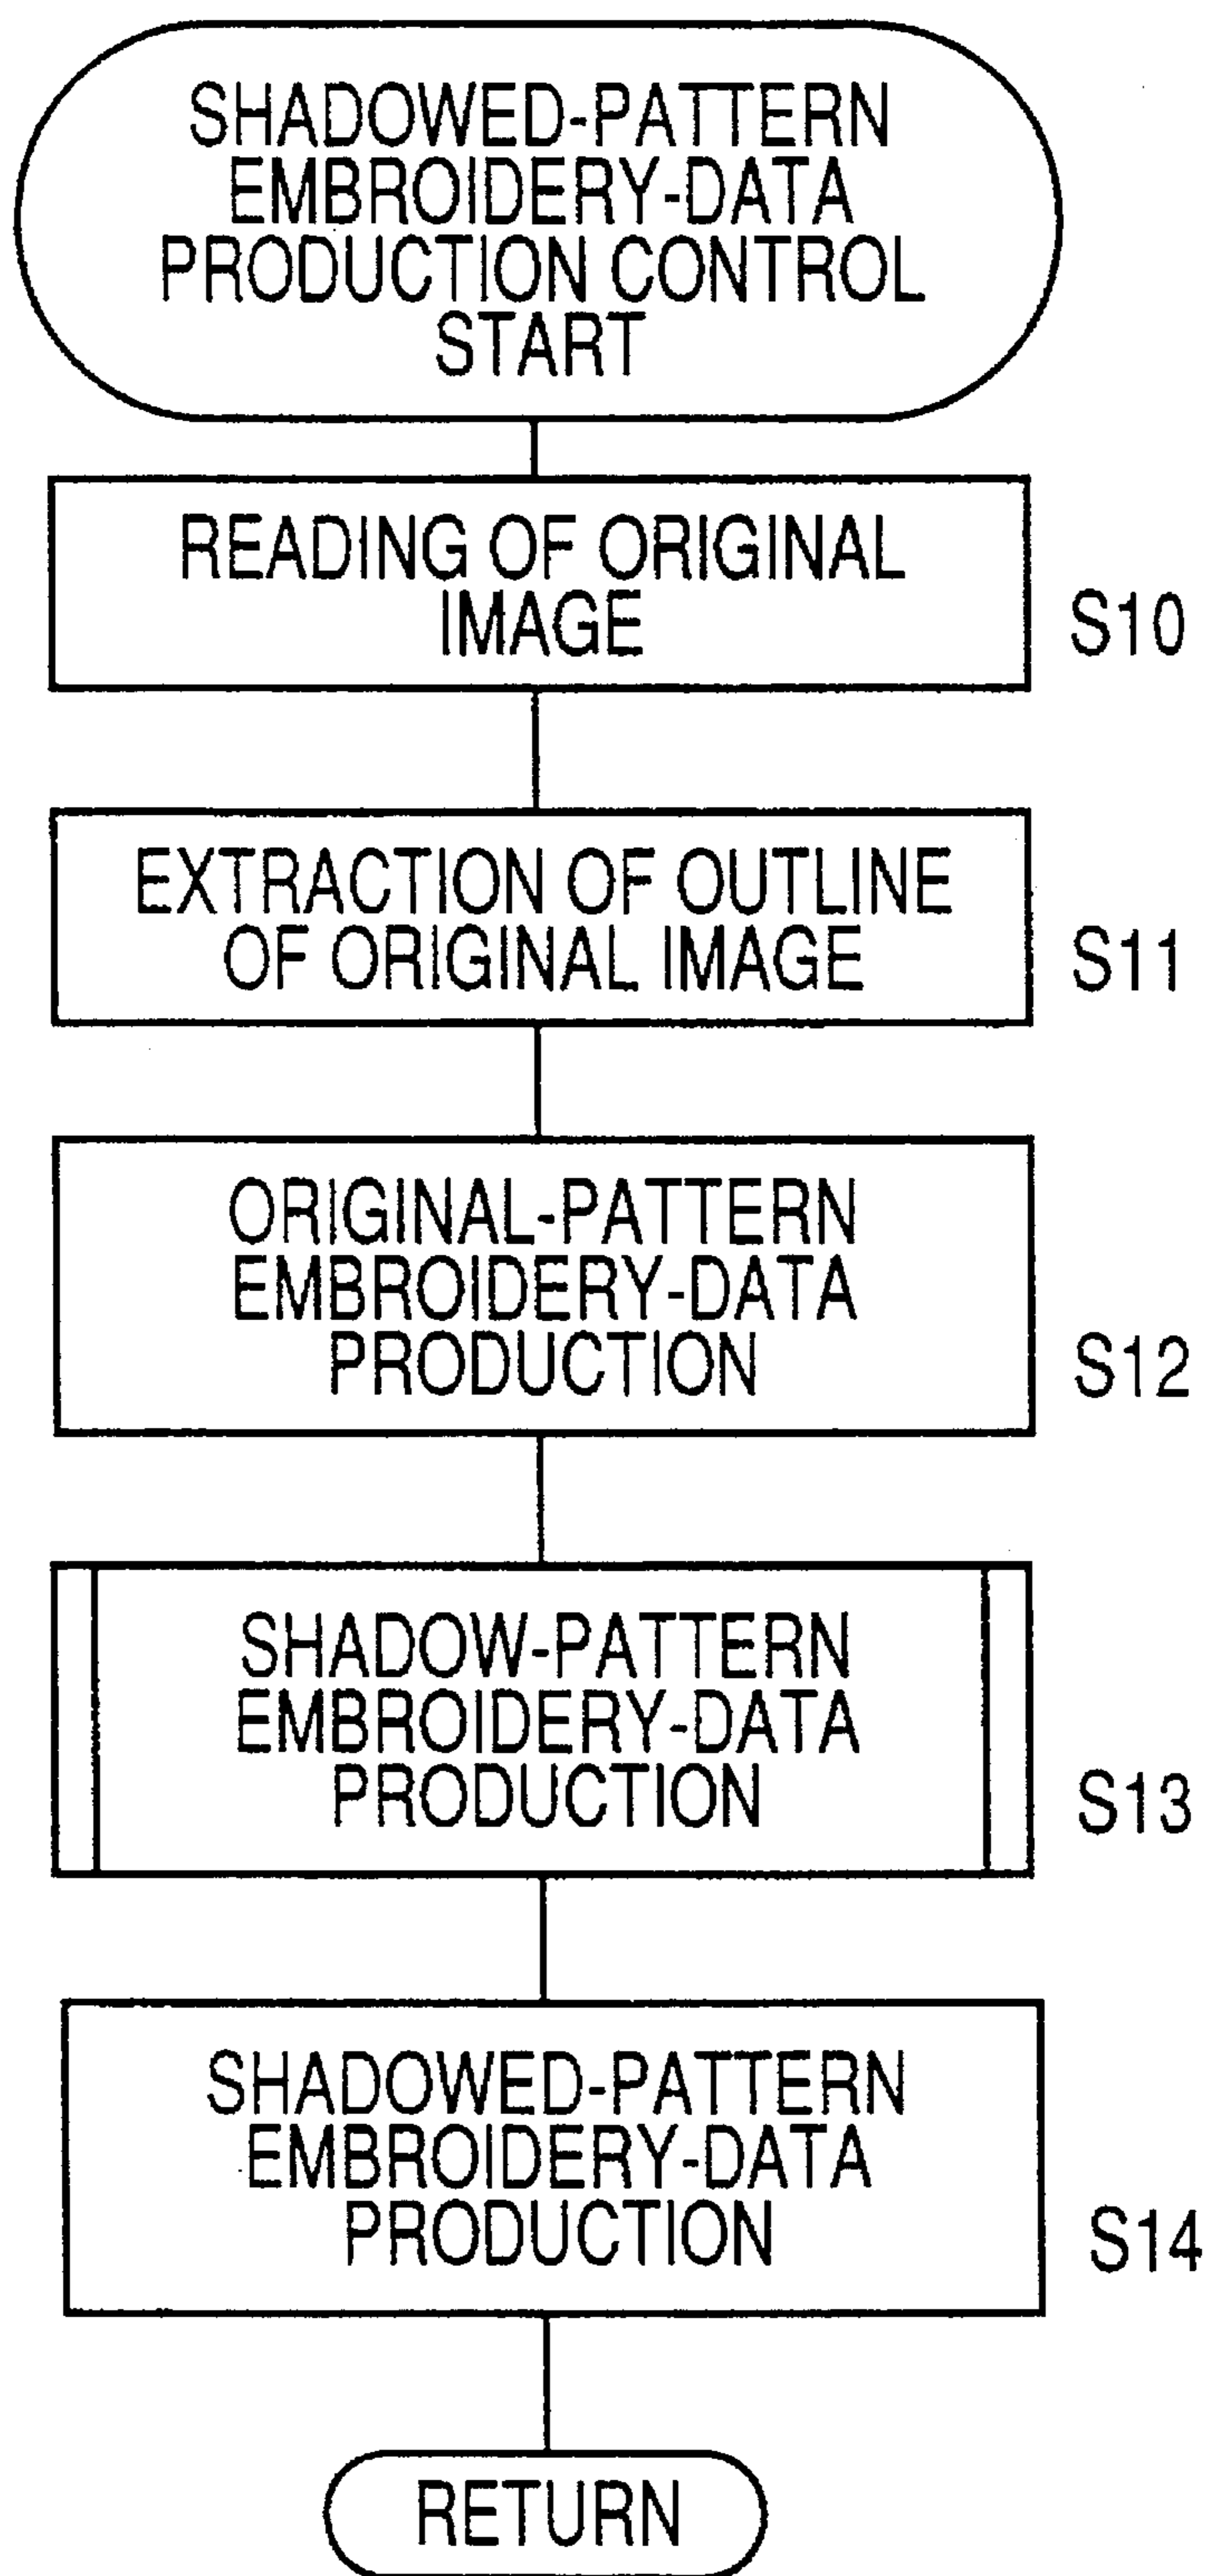 SHADOWED-PATTERN
EMBROIDERY-DATA
PRODUCTION CONTROL
START
READING OF ORIGINAL
IMAGE
S10
EXTRACTION OF OUTLINE
OF ORIGINAL IMAGE
S11
ORIGINAL-PATTERN
EMBROIDERY-DATA
PRODUCTION
S12
SHADOW-PATTERN
EMBROIDERY-DATA
PRODUCTION
S13
SHADOWED-PATTERN
EMBROIDERY-DATA
PRODUCTION
S14
RETURN